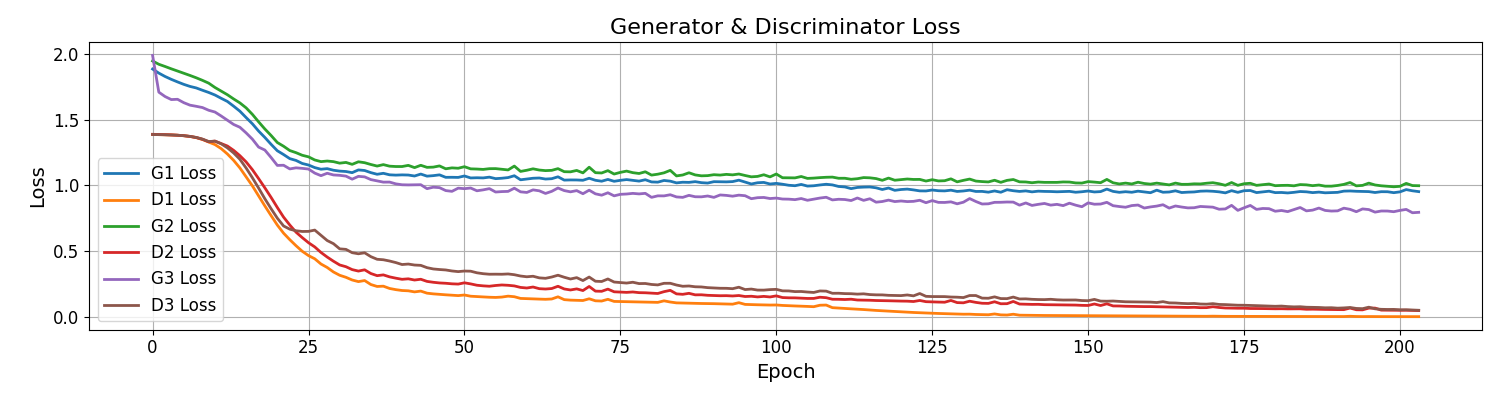 Generator & Discriminator Loss
Loss
2.0
1.5
1.0
0.5
0.0
G1 Loss
D1 Loss
G2 Loss
D2 Loss
G3 Loss
D3 Loss
0 25 50 75 100 125 150 175 200
Epoch